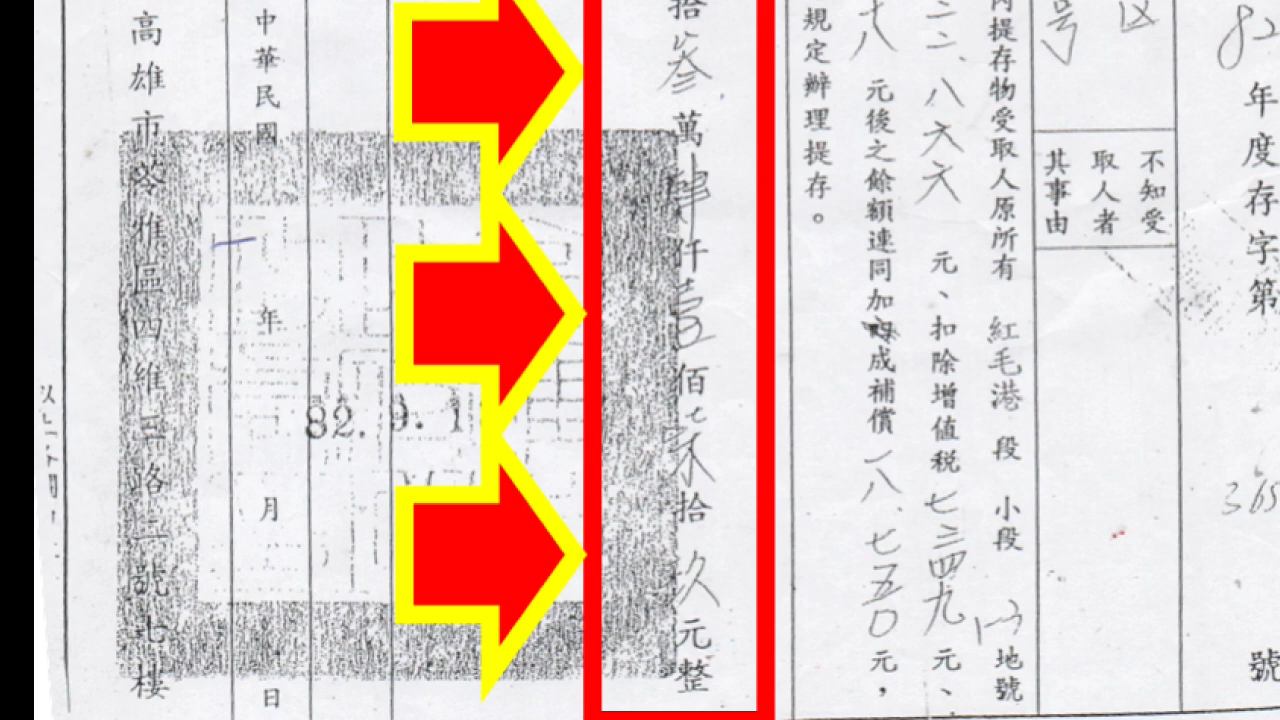 82
年度存字第
365
號
不知受
取人者
其事由
区
号
內提存物受取人原所有 紅毛港 段 小段 地號
二二、八六六 元、扣除增值稅七三四九元、
六 元後之餘額連同加成補償一八、七五〇元，
規定辦理提存。
拾叁萬肆仟壹佰柒拾玖元整
82. 9. 1
中華民國 年 月 日
高雄市苓雅區四維三路二號七樓